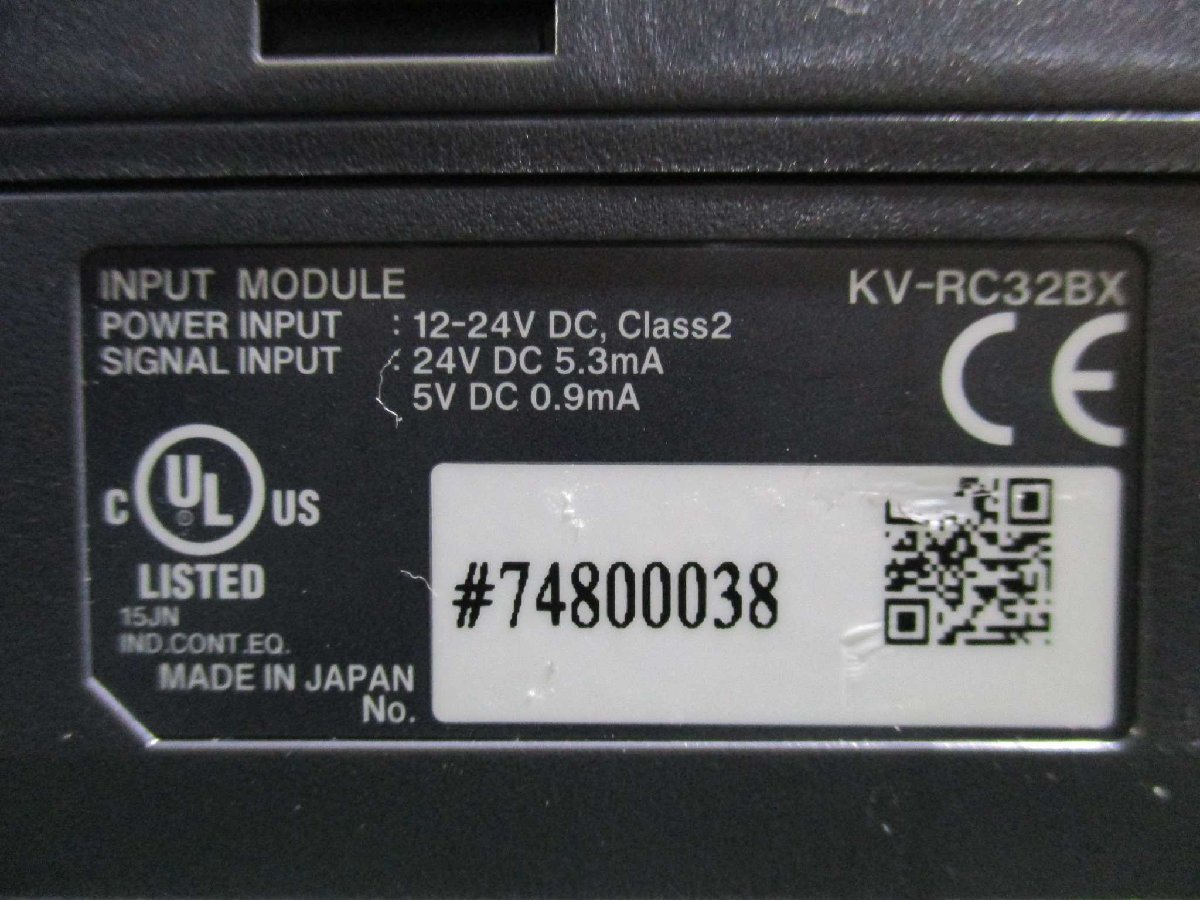 INPUT MODULE KV-RC32BX
POWER INPUT : 12-24V DC, Class2
SIGNAL INPUT : 24V DC 5.3mA
5V DC 0.9mA
CE
C UL US
LISTED
15JN
IND.CONT.EQ.
MADE IN JAPAN
No.
#74800038